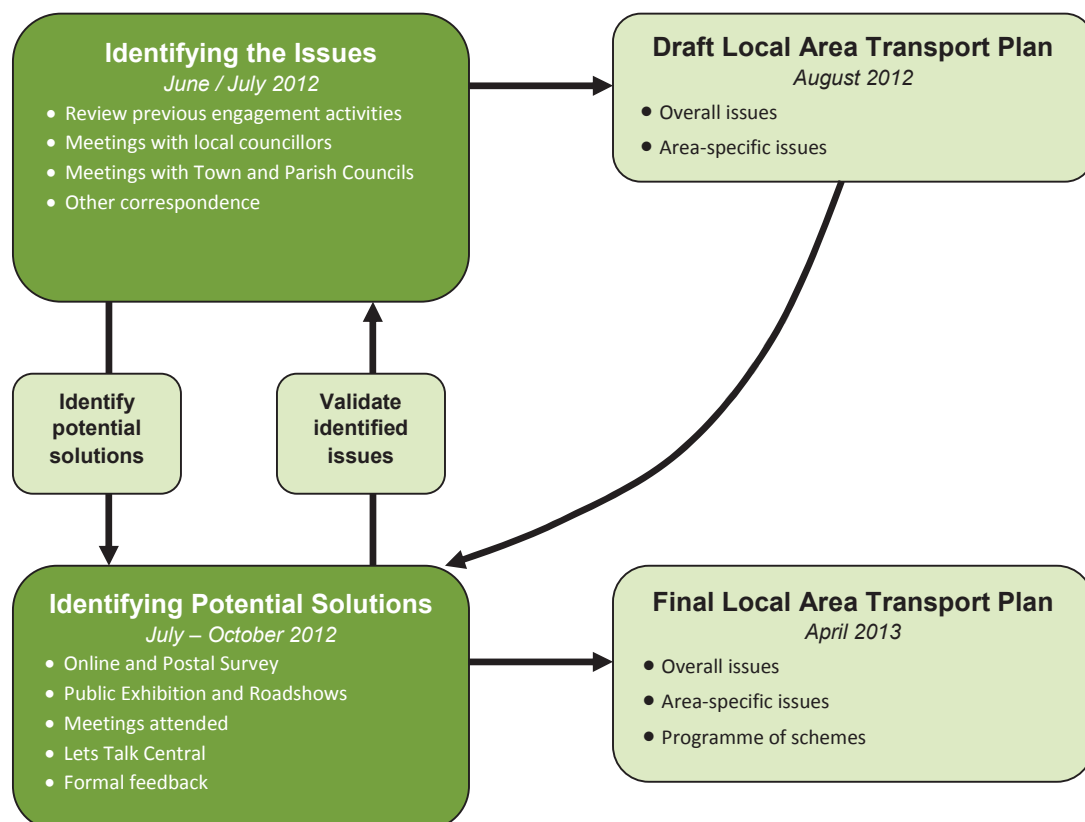 Identifying the Issues
June / July 2012
• Review previous engagement activities
• Meetings with local councillors
• Meetings with Town and Parish Councils
• Other correspondence
Draft Local Area Transport Plan
August 2012
• Overall issues
• Area-specific issues
Identify
potential
solutions
Validate
identified
issues
Identifying Potential Solutions
July – October 2012
• Online and Postal Survey
• Public Exhibition and Roadshows
• Meetings attended
• Lets Talk Central
• Formal feedback
Final Local Area Transport Plan
April 2013
• Overall issues
• Area-specific issues
• Programme of schemes